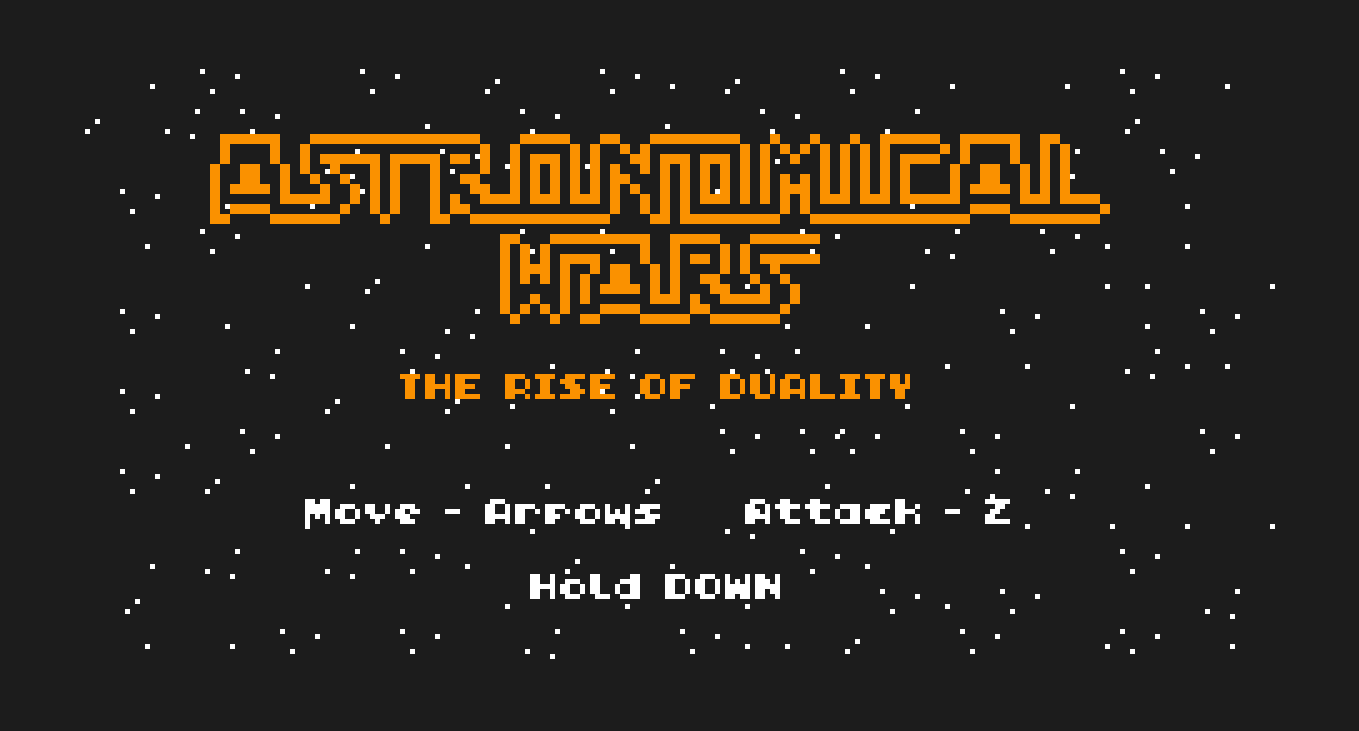 ASTRONOMICAL
WARS
THE RISE OF DUALITY
Move - Arrows Attack - Z
Hold DOWN